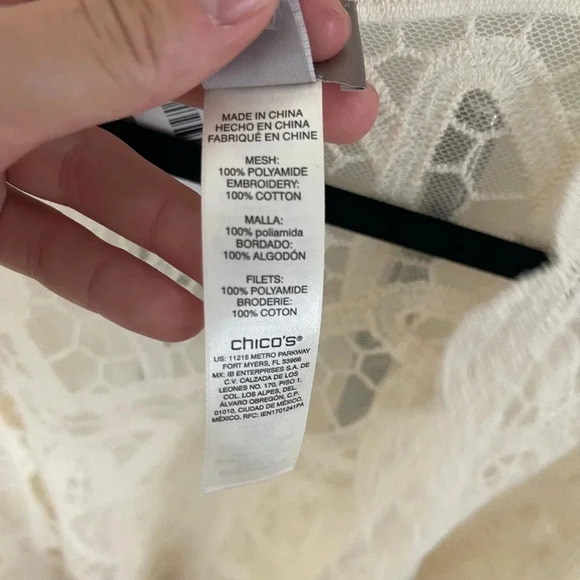 MADE IN CHINA
HECHO EN CHINA
FABRIQUÉ EN CHINE
MESH:
100% POLYAMIDE
EMBROIDERY:
100% COTTON
MALLA:
100% poliamida
BORDADO:
100% ALGODÓN
FILETS:
100% POLYAMIDE
BRODERIE:
100% COTON
chico's®
US: 11215 METRO PARKWAY
FORT MYERS, FL 33966
MX: IB ENTERPRISES S.A. DE
C.V. CALZADA DE LOS
LEONES NO. 170, PISO 1.
COL. LOS ALPES, DEL.
ÁLVARO OBREGÓN, C.P.
01010, CIUDAD DE MÉXICO,
MÉXICO. RFC: IEN1701241PA